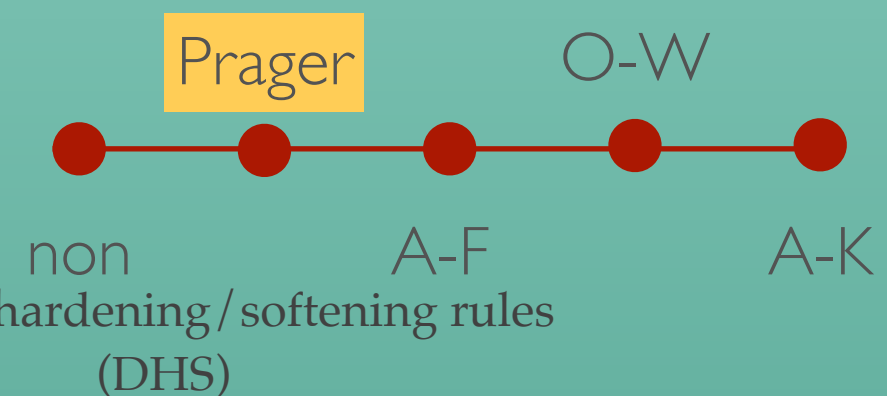 Prager O-W
non A-F A-K
hardening/softening rules
(DHS)